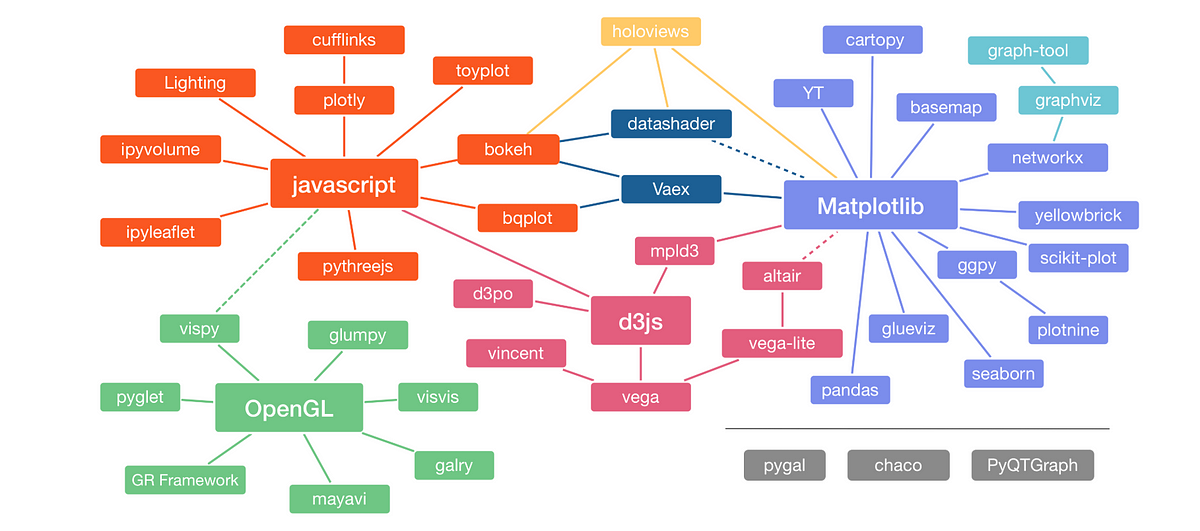 cufflinks
holoviews
cartopy
graph-tool
Lighting
toyplot
plotly
YT
basemap
graphviz
datashader
ipyvolume
bokeh
networkx
javascript
Vaex
Matplotlib
bqplot
yellowbrick
ipyleaflet
mpld3
scikit-plot
pythreejs
altair
ggpy
d3po
d3js
vispy
glumpy
glueviz
plotnine
vincent
vega-lite
seaborn
pyglet
OpenGL
visvis
vega
pandas
GR Framework
galry
mayavi
pygal
chaco
PyQTGraph